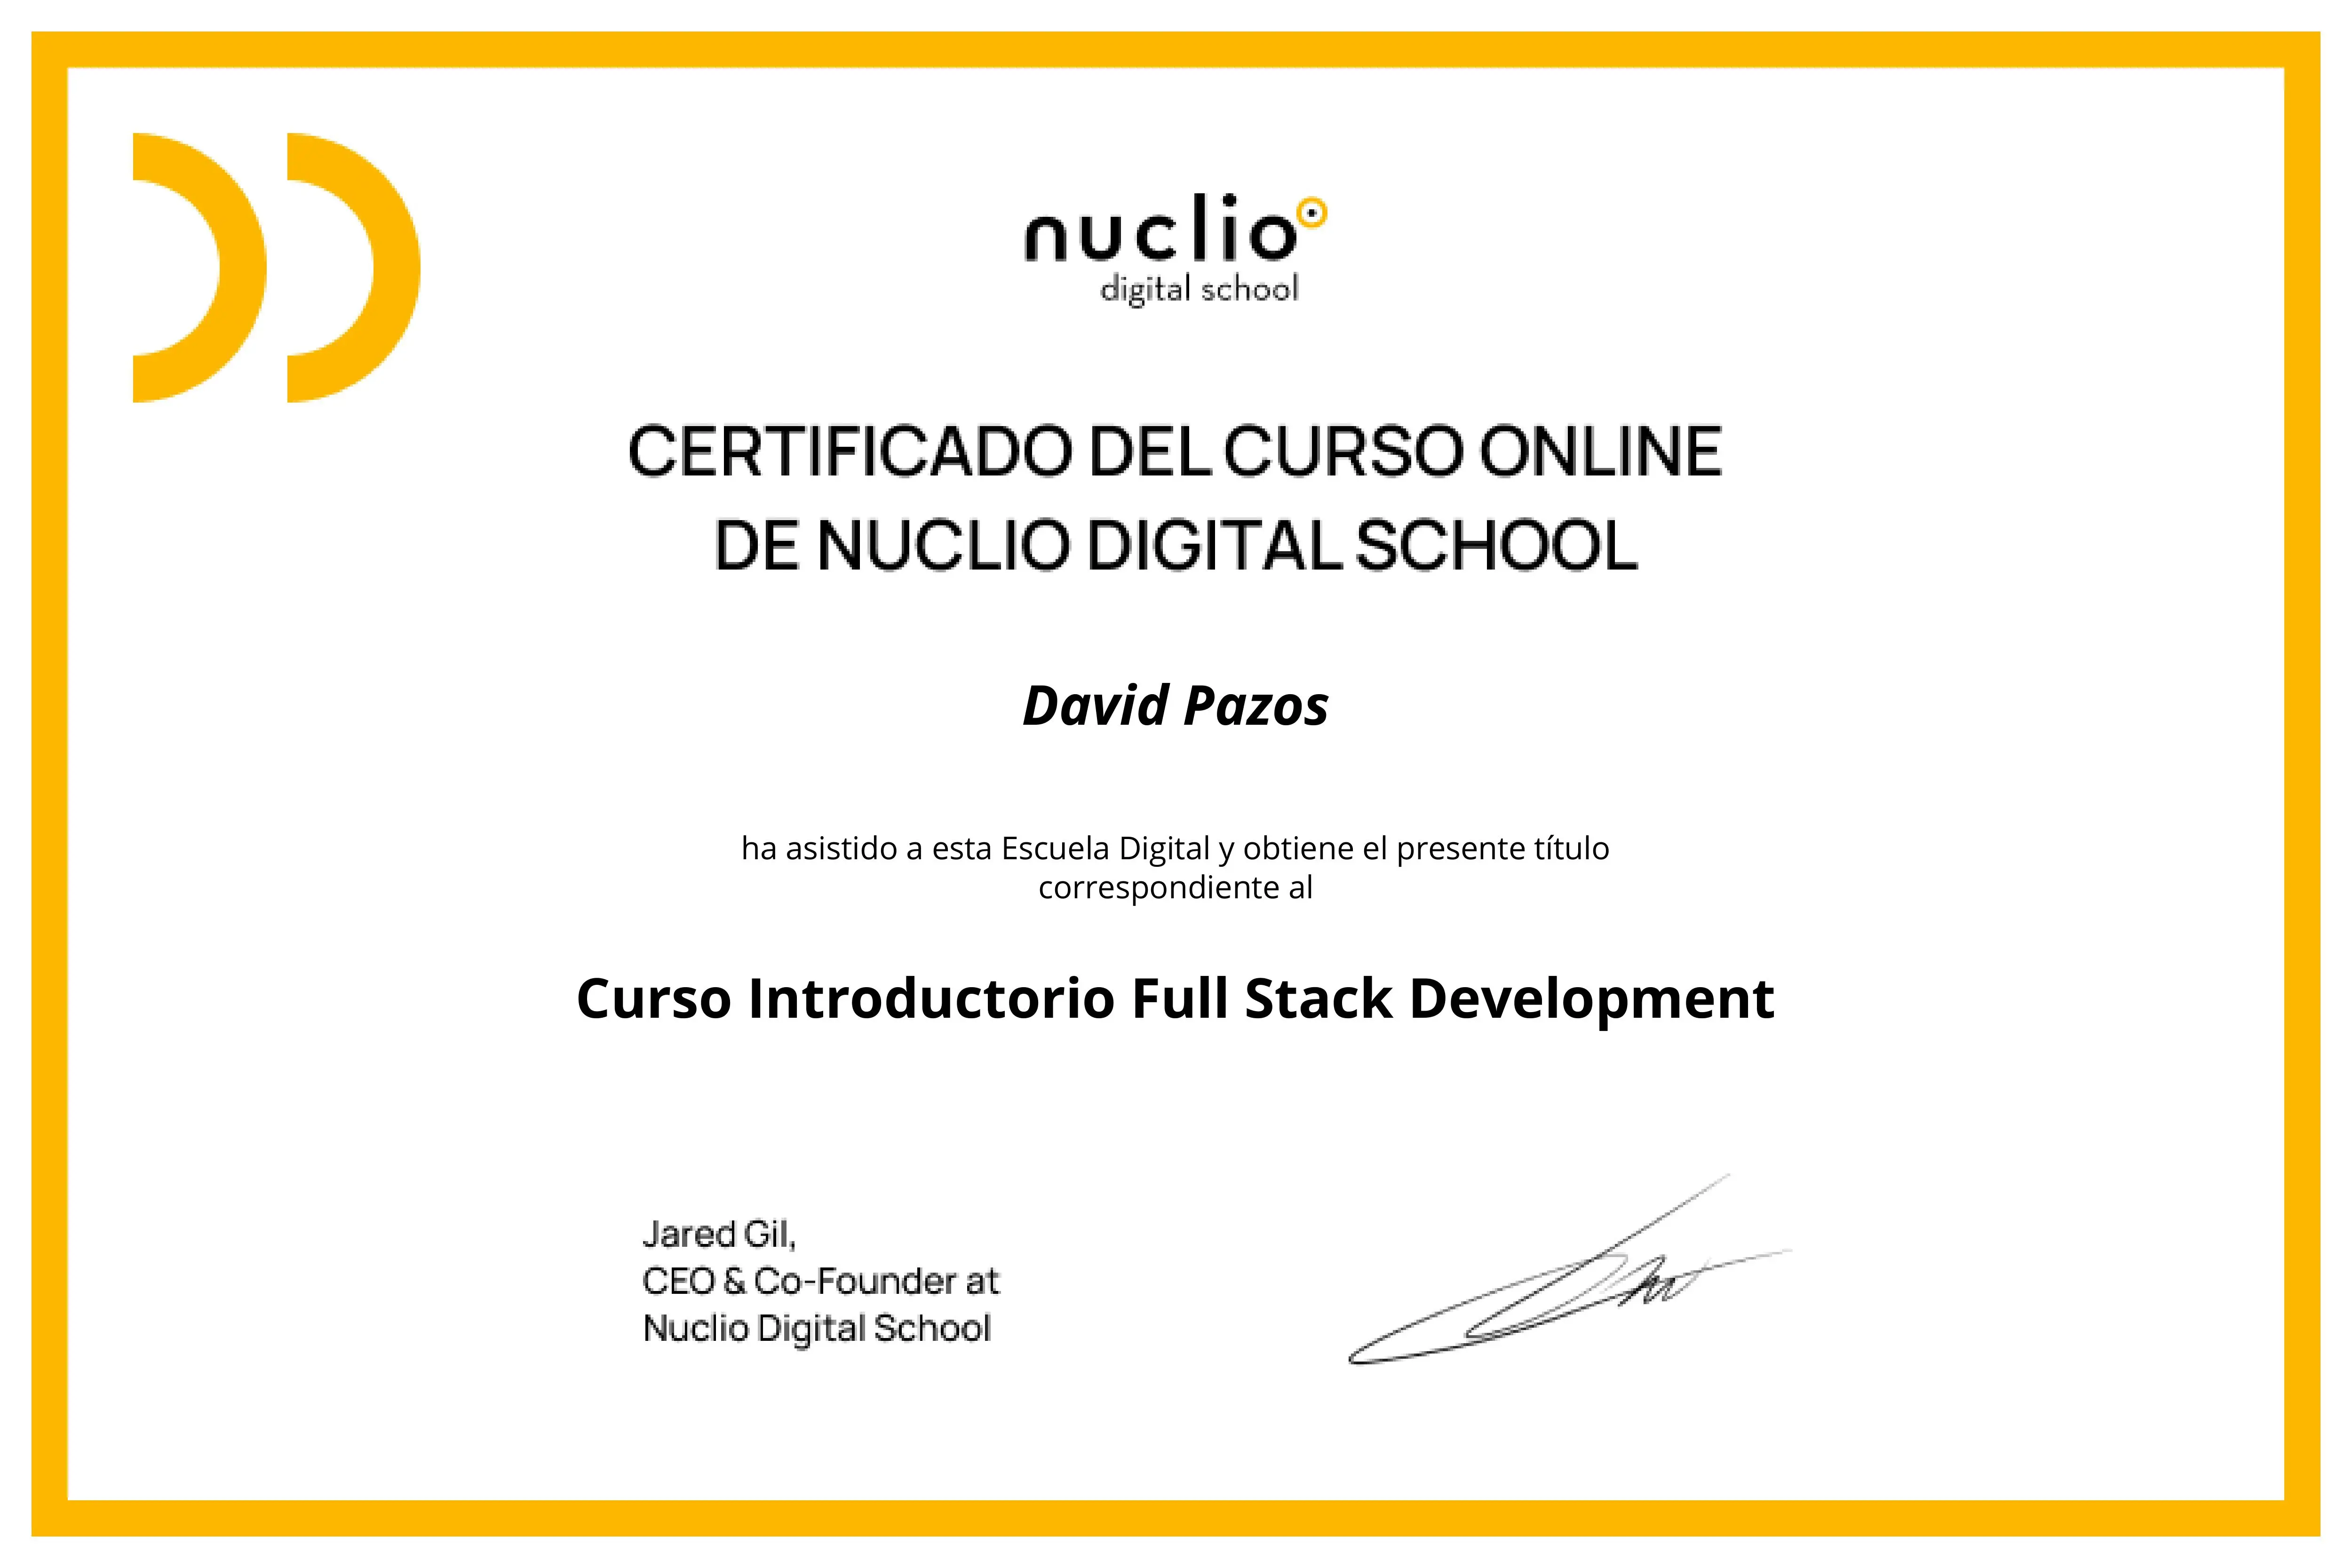 nuclio
digital school
CERTIFICADO DEL CURSO ONLINE
DE NUCLIO DIGITAL SCHOOL
David Pazos
ha asistido a esta Escuela Digital y obtiene el presente título
correspondiente al
Curso Introductorio Full Stack Development
Jared Gil,
CEO & Co-Founder at
Nuclio Digital School